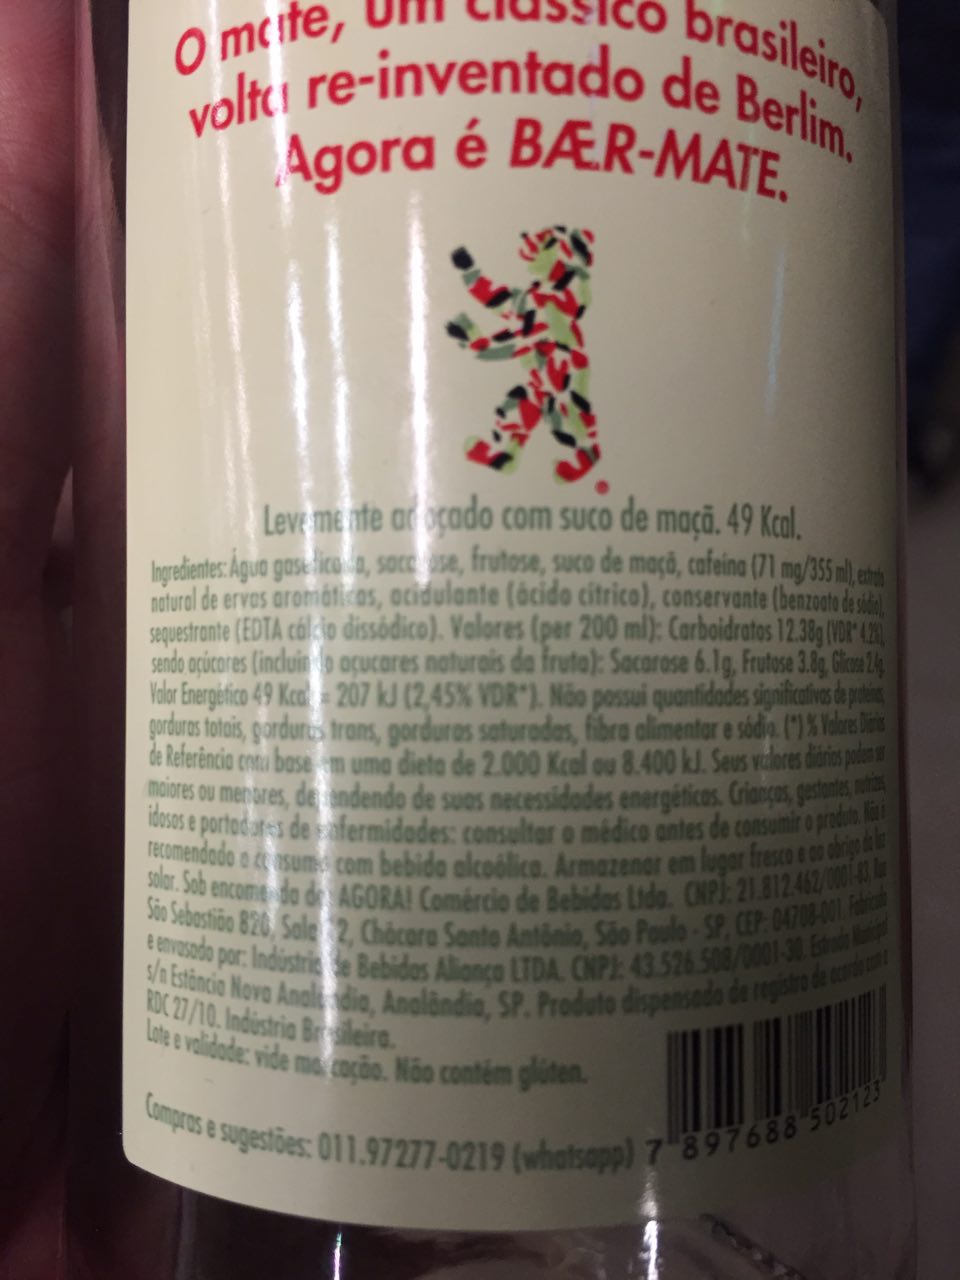 O mate, um clássico brasileiro,
volta re-inventado de Berlim.
Agora é BÆR-MATE.
Levemente adoçado com suco de maçã. 49 Kcal.
Ingredientes: Água gaseificada, sacarose, frutose, suco de maçã, cafeína (71 mg/355 ml), extrato
natural de ervas aromáticas, acidulante (ácido cítrico), conservante (benzoato de sódio),
sequestrante (EDTA cálcio dissódico). Valores (per 200 ml): Carboidratos 12.38g (VDR* 4.2%),
sendo açúcares (incluindo açucares naturais da fruta): Sacarose 6.1g, Frutose 3.8g, Glicose 2.4g.
Valor Energético 49 Kcal = 207 kJ (2,45% VDR*). Não possui quantidades significativas de proteínas,
gorduras totais, gorduras trans, gorduras saturadas, fibra alimentar e sódio. (*) % Valores Diários
de Referência com base em uma dieta de 2.000 Kcal ou 8.400 kJ. Seus valores diários podem ser
maiores ou menores, dependendo de suas necessidades energéticas. Crianças, gestantes, nutrizes,
idosos e portadores de enfermidades: consultar o médico antes de consumir o produto. Não é
recomendado o consumo com bebida alcoólica. Armazenar em lugar fresco e ao abrigo da luz
solar. Sob encomenda de: AGORA! Comércio de Bebidas Ltda. CNPJ: 21.812.462/0001-83, Rua
São Sebastião 820, Sala 2, Chácara Santo Antônio, São Paulo - SP, CEP: 04708-001. Fabricado
e envasado por: Indústria de Bebidas Aliança LTDA. CNPJ: 43.526.508/0001-30. Estrada Municipal
s/n Estância Nova Analândia, Analândia, SP. Produto dispensado de registro de acordo com a
RDC 27/10. Indústria Brasileira.
Lote e validade: vide marcação. Não contém glúten.
Compras e sugestões: 011.97277-0219 (whatsapp)
7 897688 502123